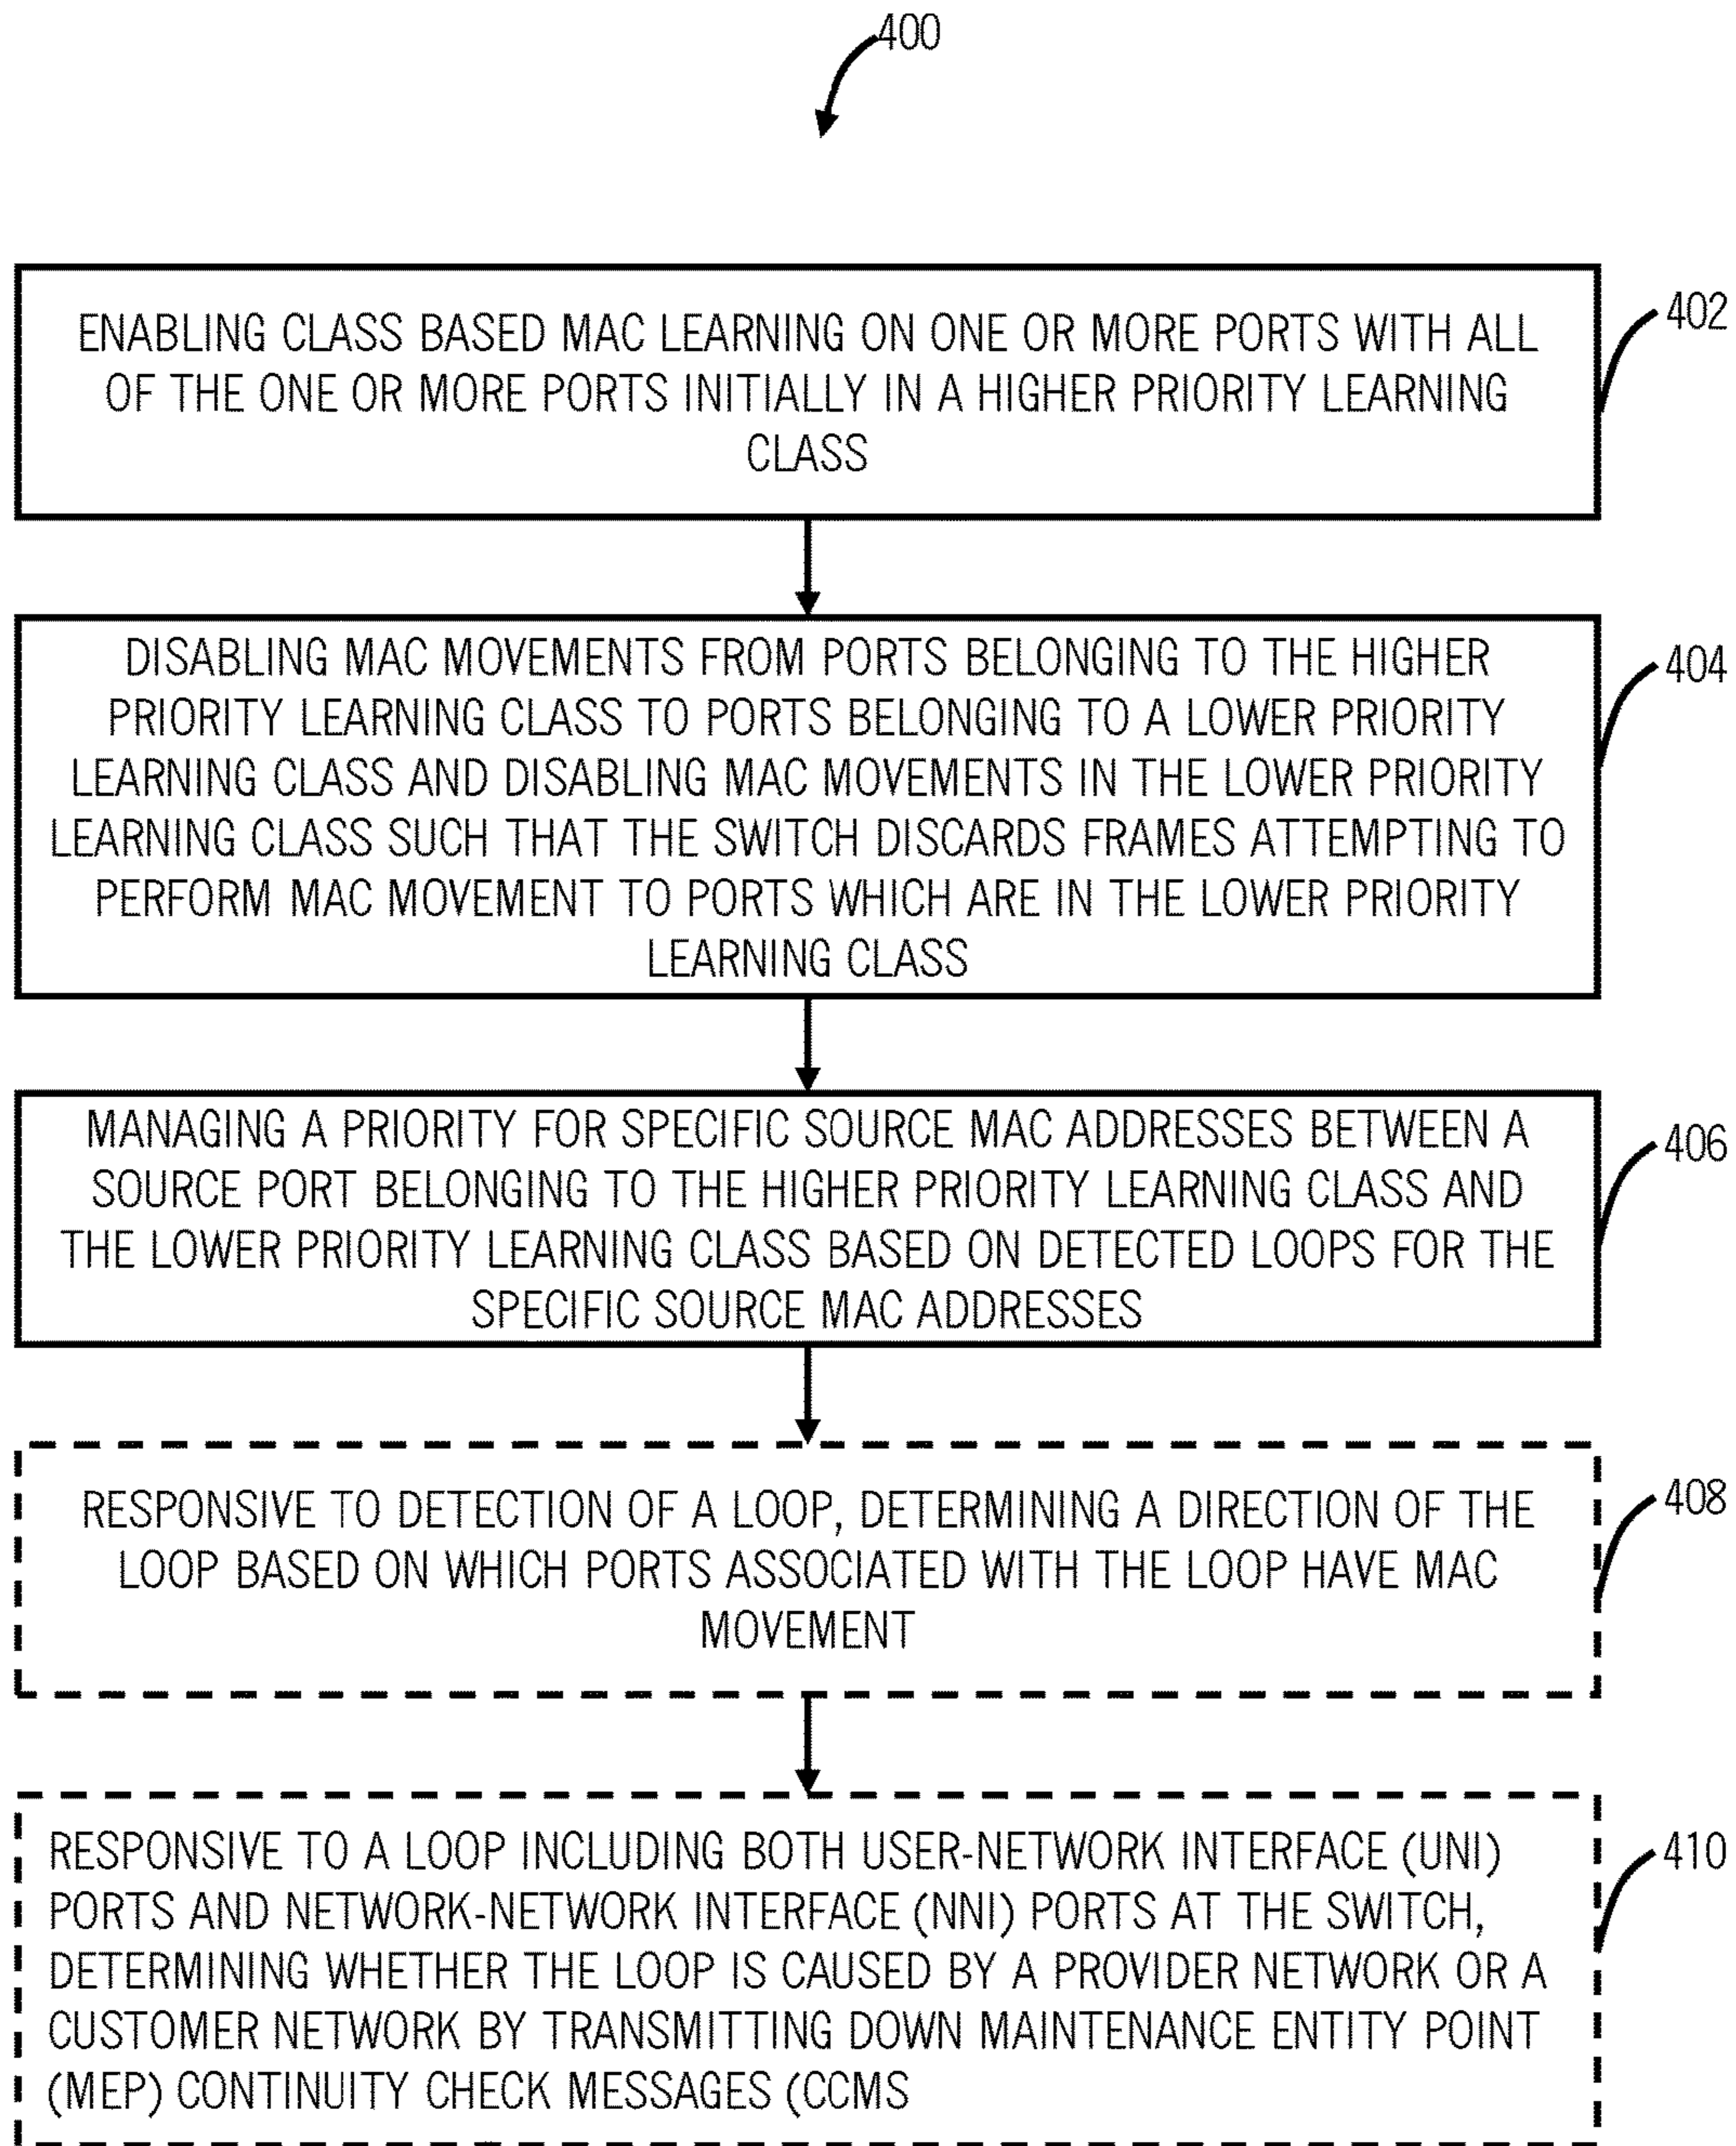 400
ENABLING CLASS BASED MAC LEARNING ON ONE OR MORE PORTS WITH ALL
OF THE ONE OR MORE PORTS INITIALLY IN A HIGHER PRIORITY LEARNING
CLASS
402
DISABLING MAC MOVEMENTS FROM PORTS BELONGING TO THE HIGHER
PRIORITY LEARNING CLASS TO PORTS BELONGING TO A LOWER PRIORITY
LEARNING CLASS AND DISABLING MAC MOVEMENTS IN THE LOWER PRIORITY
LEARNING CLASS SUCH THAT THE SWITCH DISCARDS FRAMES ATTEMPTING TO
PERFORM MAC MOVEMENT TO PORTS WHICH ARE IN THE LOWER PRIORITY
LEARNING CLASS
404
MANAGING A PRIORITY FOR SPECIFIC SOURCE MAC ADDRESSES BETWEEN A
SOURCE PORT BELONGING TO THE HIGHER PRIORITY LEARNING CLASS AND
THE LOWER PRIORITY LEARNING CLASS BASED ON DETECTED LOOPS FOR THE
SPECIFIC SOURCE MAC ADDRESSES
406
RESPONSIVE TO DETECTION OF A LOOP, DETERMINING A DIRECTION OF THE
LOOP BASED ON WHICH PORTS ASSOCIATED WITH THE LOOP HAVE MAC
MOVEMENT
408
RESPONSIVE TO A LOOP INCLUDING BOTH USER-NETWORK INTERFACE (UNI)
PORTS AND NETWORK-NETWORK INTERFACE (NNI) PORTS AT THE SWITCH,
DETERMINING WHETHER THE LOOP IS CAUSED BY A PROVIDER NETWORK OR A
CUSTOMER NETWORK BY TRANSMITTING DOWN MAINTENANCE ENTITY POINT
(MEP) CONTINUITY CHECK MESSAGES (CCMS
410